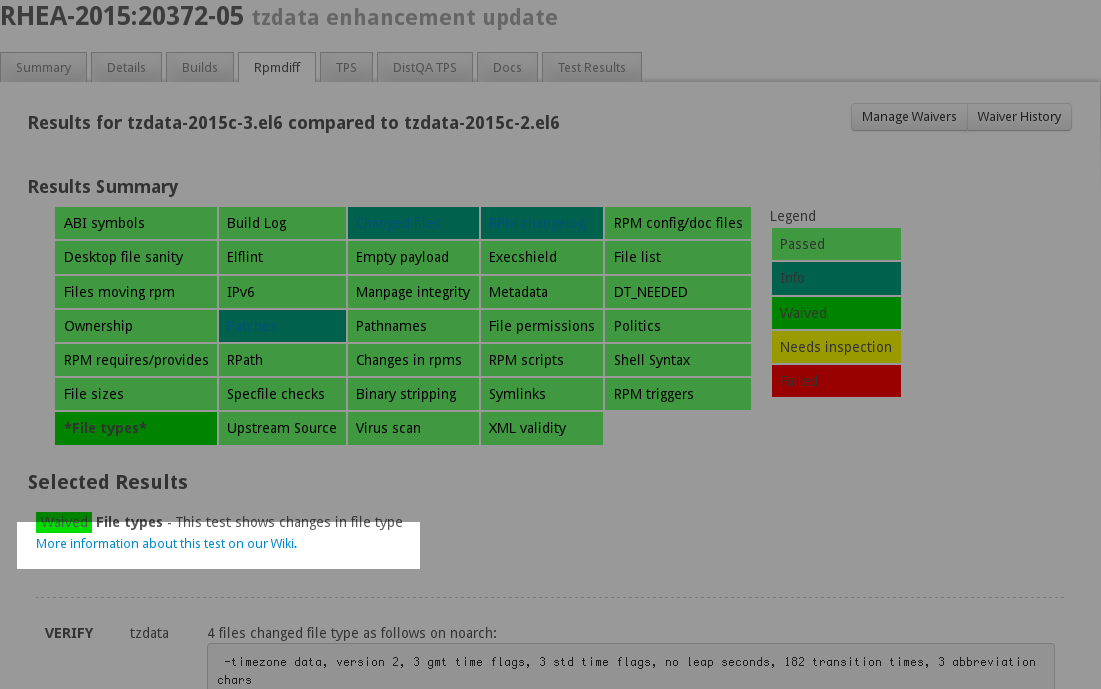 RHEA-2015:20372-05 tzdata enhancement update
Summary Details Builds Rpmdiff TPS DistQA TPS Docs Test Results
Results for tzdata-2015c-3.el6 compared to tzdata-2015c-2.el6
Manage Waivers Waiver History
Results Summary
ABI symbols Build Log Changed files RPM changelog RPM config/doc files
Desktop file sanity Elflint Empty payload Execshield File list
Files moving rpm IPv6 Manpage integrity Metadata DT_NEEDED
Ownership Patches Pathnames File permissions Politics
RPM requires/provides RPath Changes in rpms RPM scripts Shell Syntax
File sizes Specfile checks Binary stripping Symlinks RPM triggers
*File types* Upstream Source Virus scan XML validity
Legend
Passed
Info
Waived
Needs inspection
Failed
Selected Results
Waived File types - This test shows changes in file type
More information about this test on our Wiki.
VERIFY tzdata 4 files changed file type as follows on noarch:
-timezone data, version 2, 3 gmt time flags, 3 std time flags, no leap seconds, 182 transition times, 3 abbreviation
chars